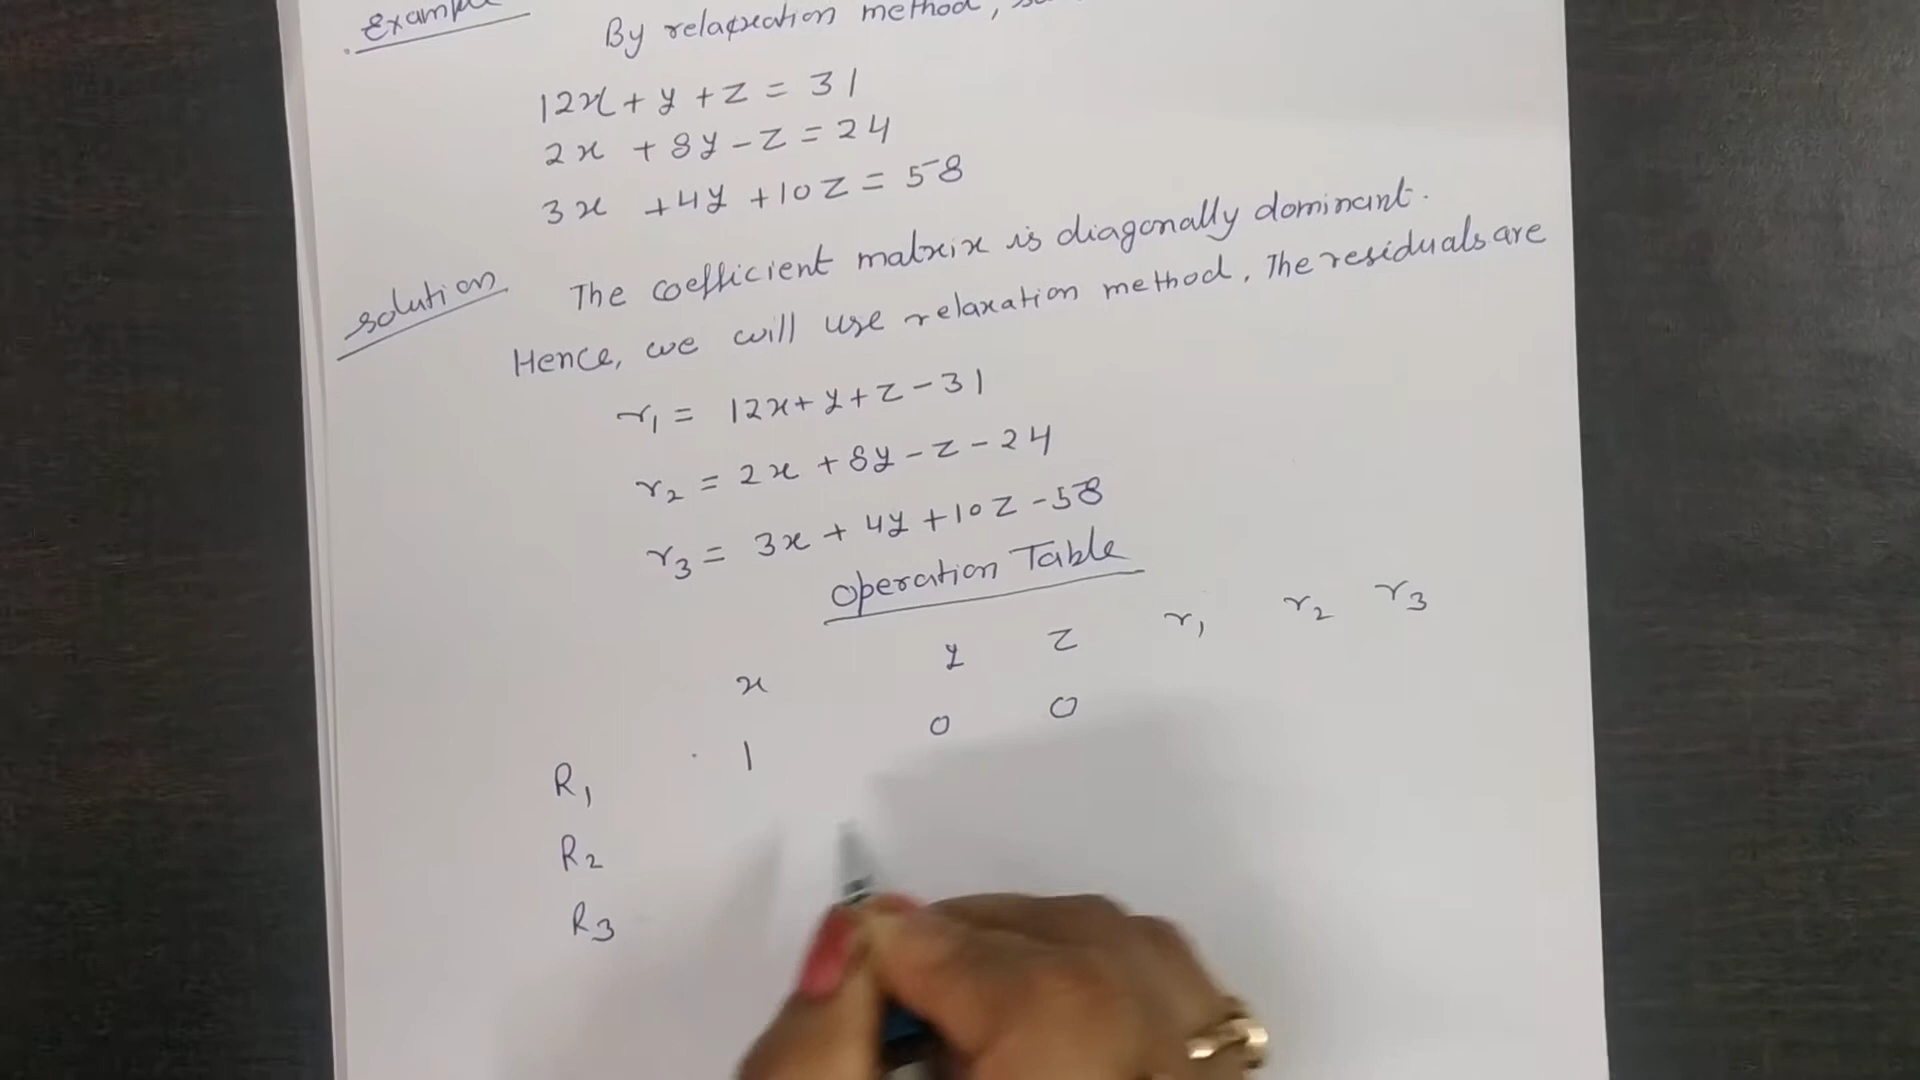 Example
By relaxation method,
12x + y + z = 31
2x + 8y - z = 24
3x + 4y + 10z = 58
Solution The coefficient matrix is diagonally dominant.
Hence, we will use relaxation method. The residuals are
r₁ = 12x + y + z - 31
r₂ = 2x + 8y - z - 24
r₃ = 3x + 4y + 10z - 58
Operation Table
x y z r₁ r₂ r₃
R₁ 1 0 0
R₂
R₃